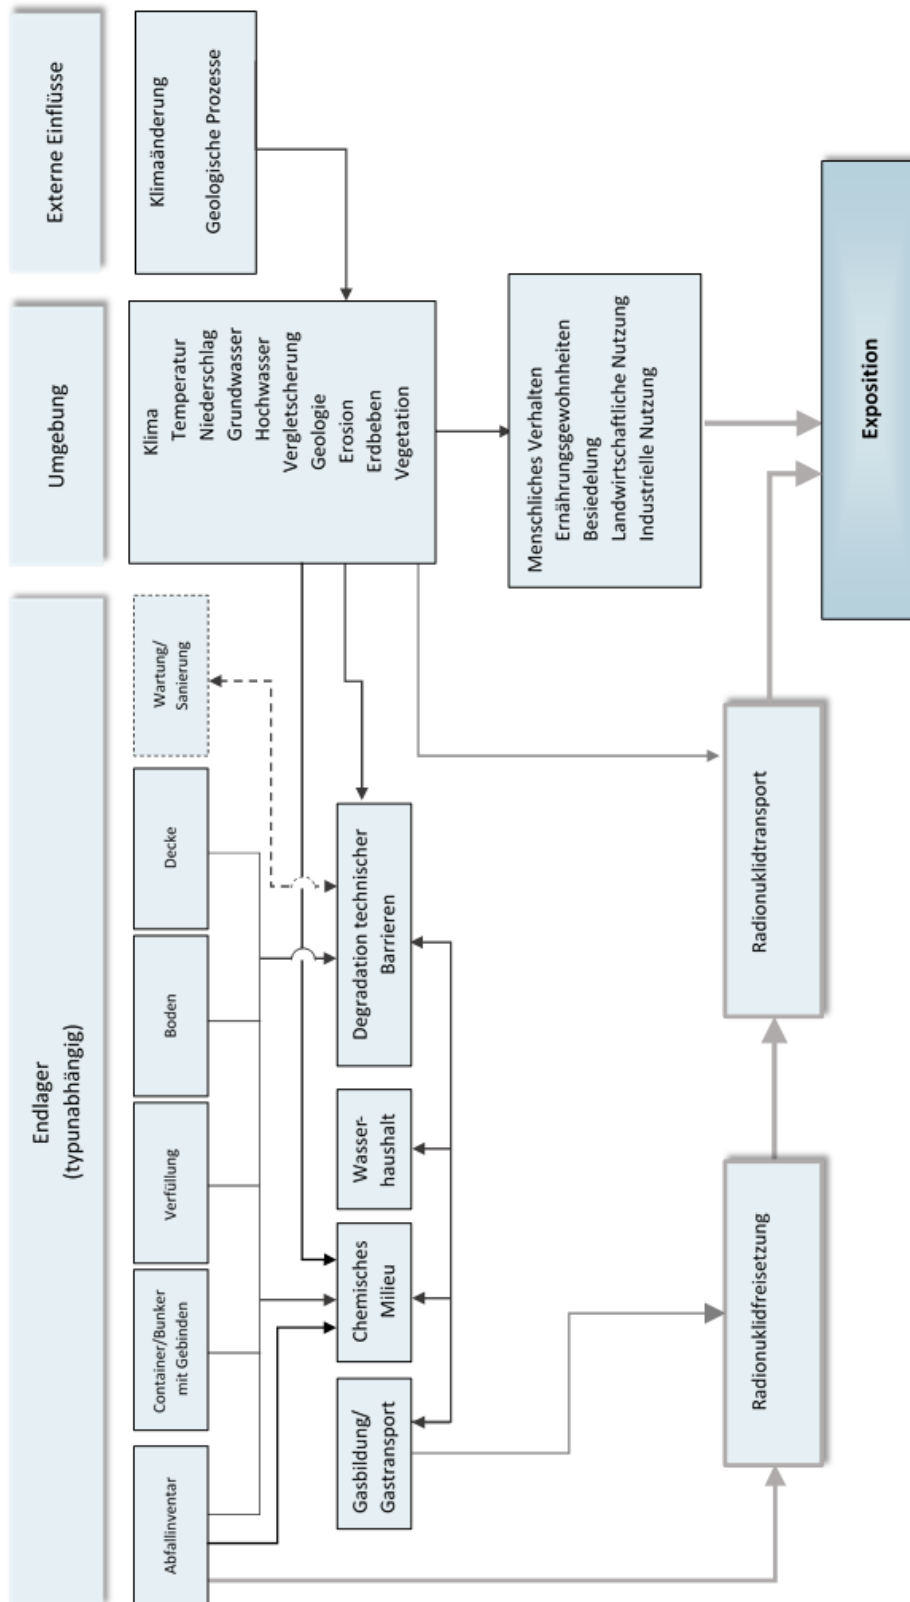 Endlager
(typunabhängig)
Umgebung
Externe Einflüsse
Abfallinventar
Container/Bunker
mit Gebinden
Verfüllung
Boden
Decke
Wartung/
Sanierung
Klima
Temperatur
Niederschlag
Grundwasser
Hochwasser
Vergletscherung
Geologie
Erosion
Erdbeben
Vegetation
Klimaänderung
Geologische Prozesse
Gasbildung/
Gastransport
Chemisches
Milieu
Wasser-
haushalt
Degradation technischer
Barrieren
Menschliches Verhalten
Ernährungsgewohnheiten
Besiedelung
Landwirtschaftliche Nutzung
Industrielle Nutzung
Radionuklidfreisetzung
Radionuklidtransport
Exposition